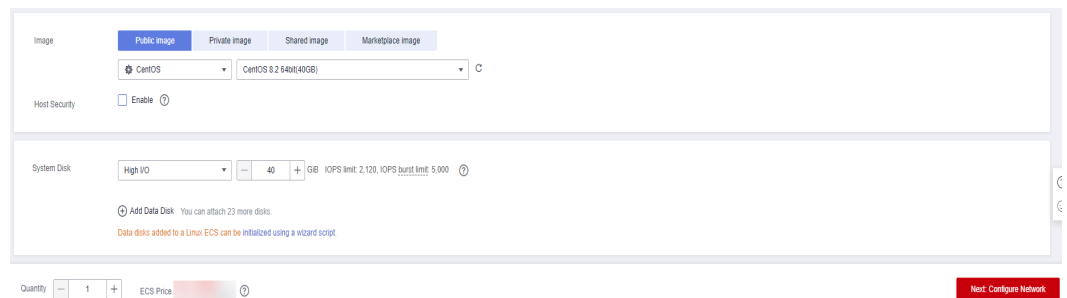 Image Public image Private image Shared image Marketplace image
CentOS CentOS 8.2 64bit(40GB)
Host Security Enable
System Disk High I/O 40 GiB IOPS limit: 2,120, IOPS burst limit: 5,000
Add Data Disk You can attach 23 more disks.
Data disks added to a Linux ECS can be initialized using a wizard script
Quantity 1 ECS Price Next: Configure Network